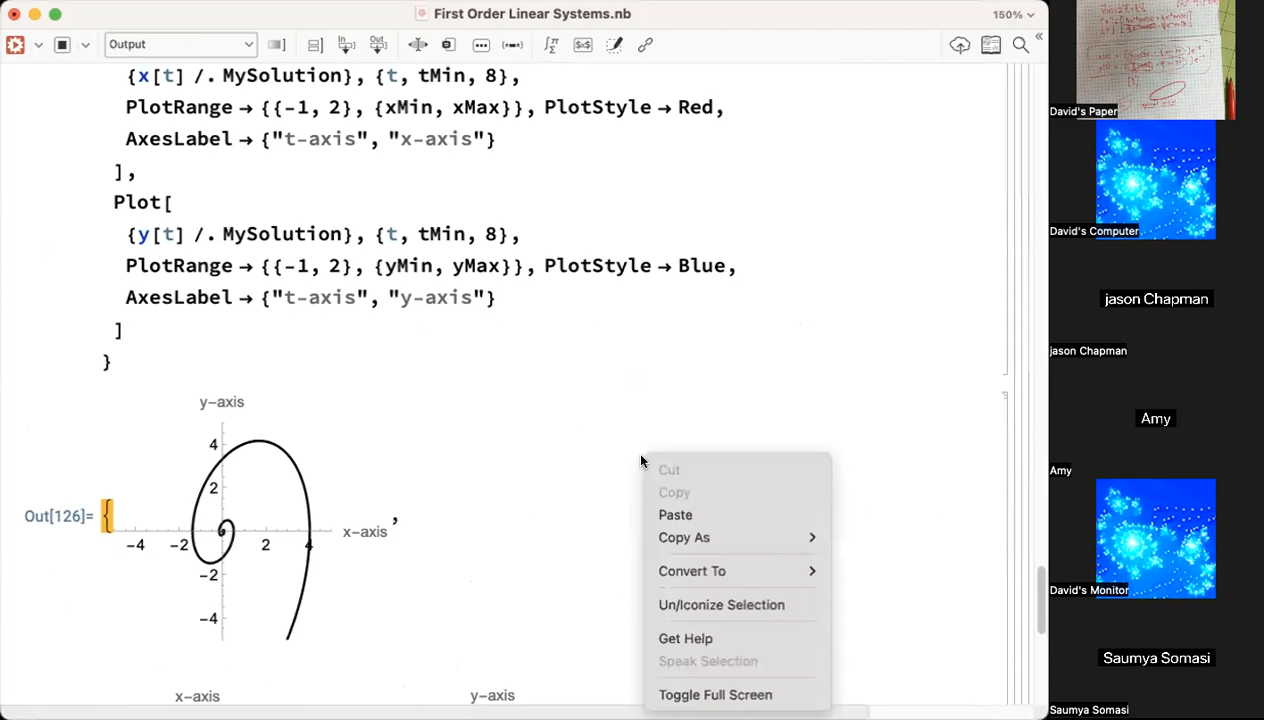 First Order Linear Systems.nb
150%
Output
{x[t] /. MySolution}, {t, tMin, 8},
PlotRange → {{-1, 2}, {xMin, xMax}}, PlotStyle → Red,
AxesLabel → {"t-axis", "x-axis"}
],
Plot[
{y[t] /. MySolution}, {t, tMin, 8},
PlotRange → {{-1, 2}, {yMin, yMax}}, PlotStyle → Blue,
AxesLabel → {"t-axis", "y-axis"}
]
}
Out[126]= {
y-axis
4
2
-4 -2 2 4
x-axis
-2
-4
,
x-axis
y-axis
Cut
Copy
Paste
Copy As
Convert To
Un/Iconize Selection
Get Help
Speak Selection
Toggle Full Screen
David's Paper
David's Computer
jason Chapman
jason Chapman
Amy
Amy
David's Monitor
Saumya Somasi
Saumya Somasi